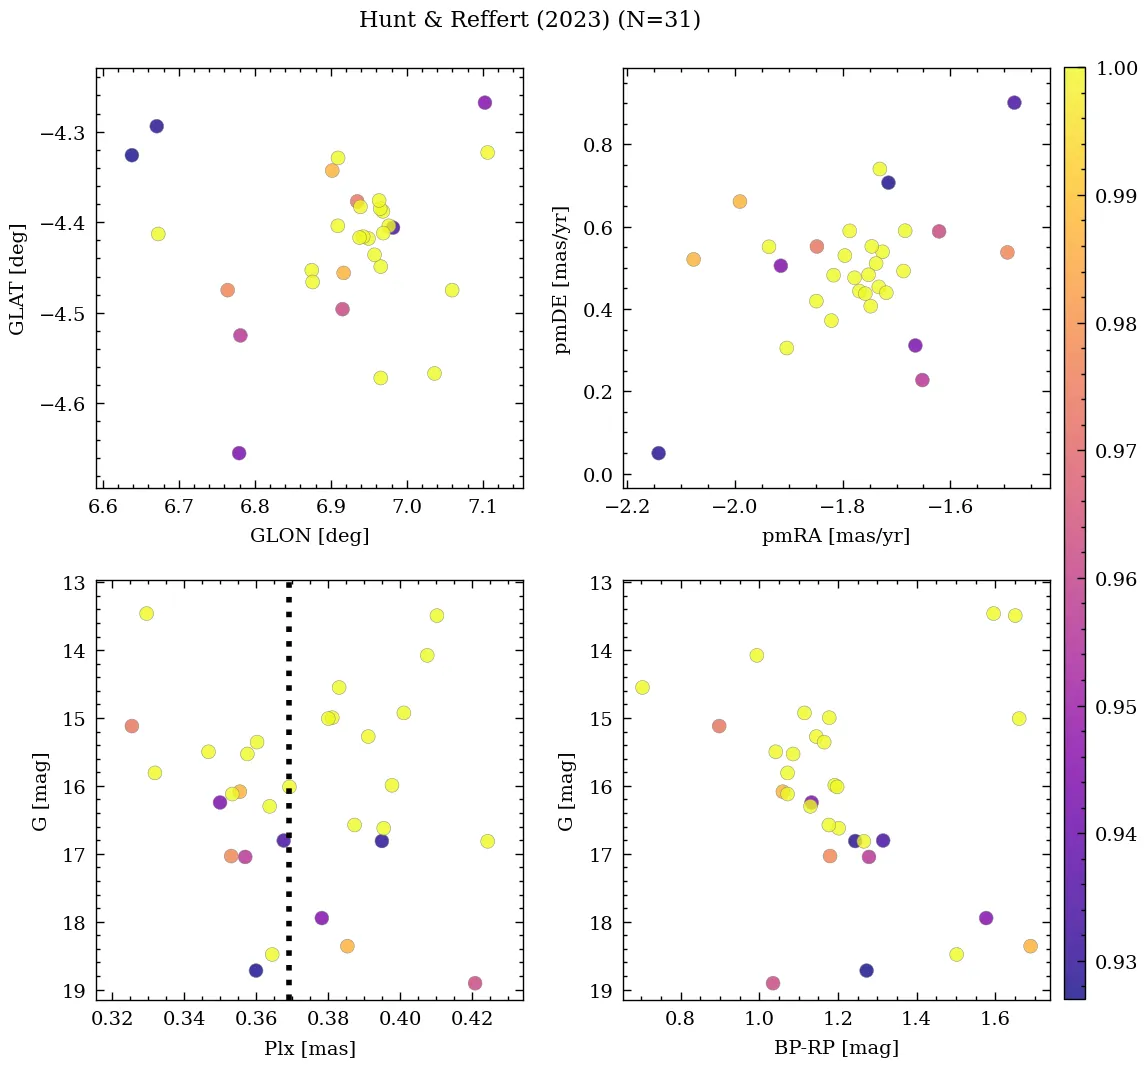 Hunt & Reffert (2023) (N=31)
−4.3
−4.4
−4.5
−4.6
GLAT [deg]
6.6 6.7 6.8 6.9 7.0 7.1
GLON [deg]
0.8
0.6
0.4
0.2
0.0
pmDE [mas/yr]
−2.2 −2.0 −1.8 −1.6
pmRA [mas/yr]
13
14
15
16
17
18
19
G [mag]
0.32 0.34 0.36 0.38 0.40 0.42
Plx [mas]
13
14
15
16
17
18
19
G [mag]
0.8 1.0 1.2 1.4 1.6
BP-RP [mag]
1.00
0.99
0.98
0.97
0.96
0.95
0.94
0.93